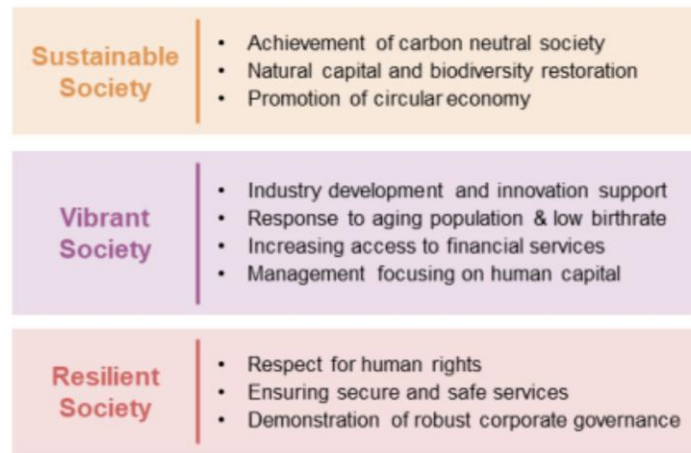 Sustainable
Society
• Achievement of carbon neutral society
• Natural capital and biodiversity restoration
• Promotion of circular economy
Vibrant
Society
• Industry development and innovation support
• Response to aging population & low birthrate
• Increasing access to financial services
• Management focusing on human capital
Resilient
Society
• Respect for human rights
• Ensuring secure and safe services
• Demonstration of robust corporate governance